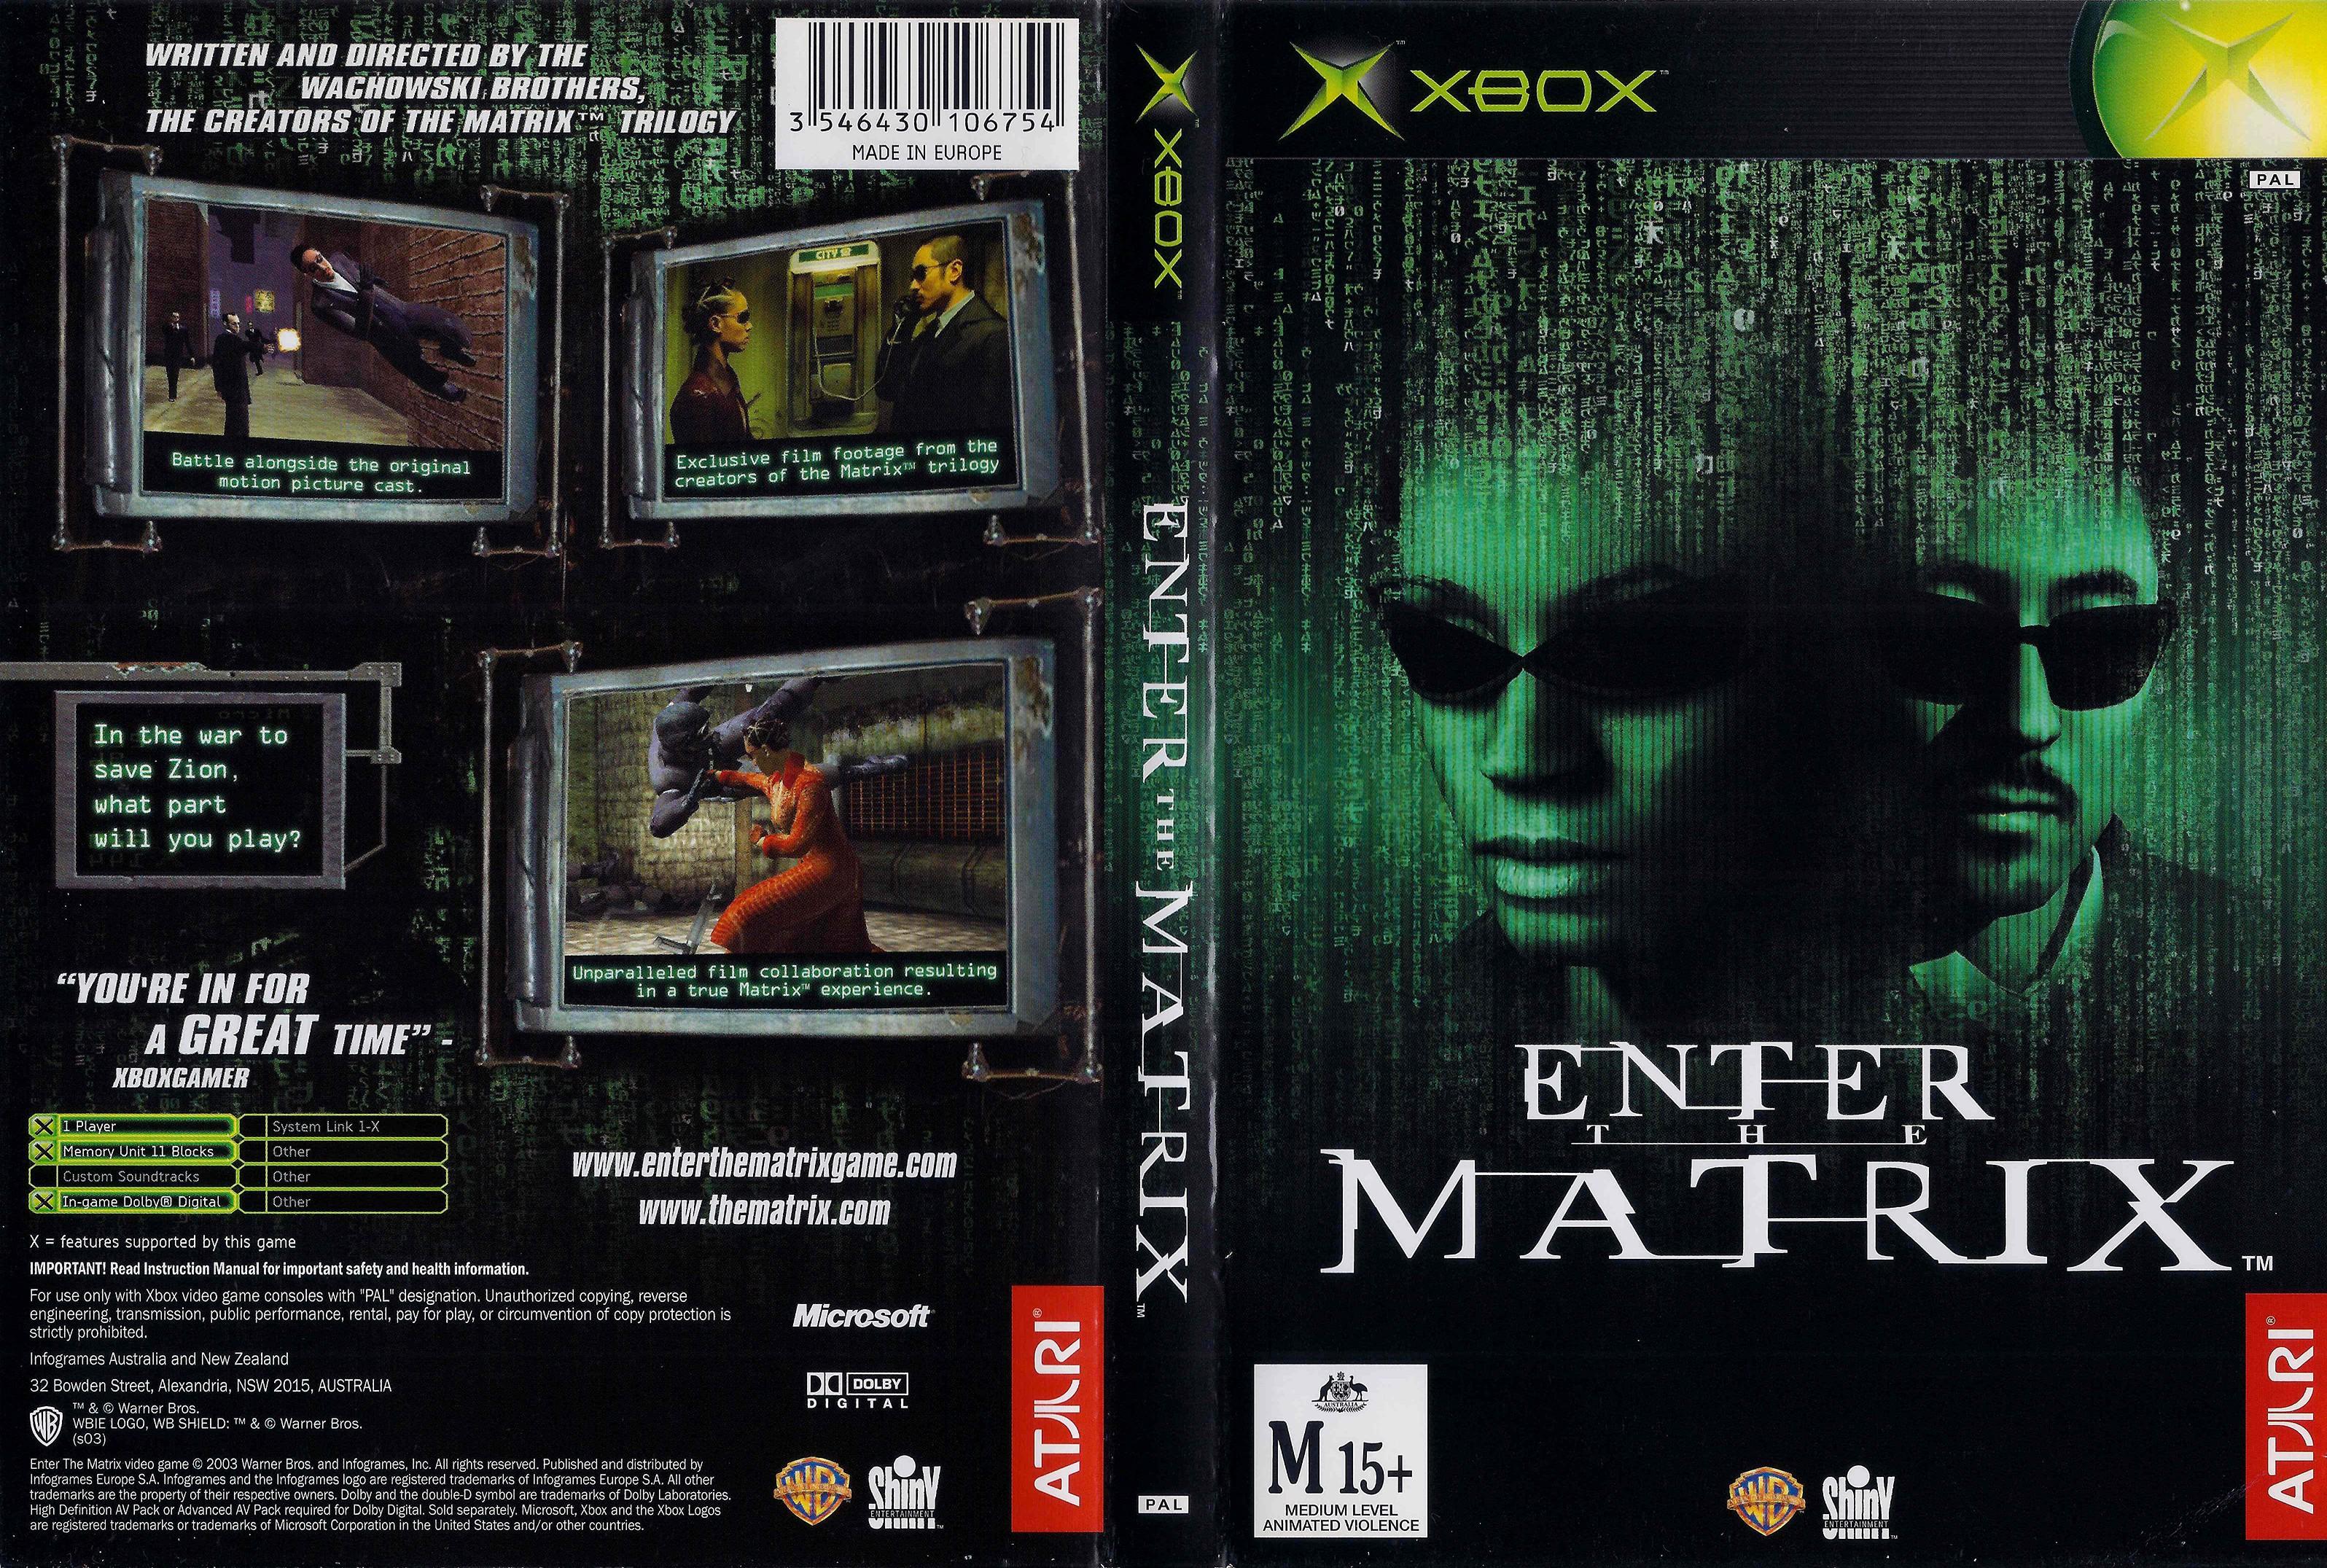 WRITTEN AND DIRECTED BY THE
WACHOWSKI BROTHERS,
THE CREATORS OF THE MATRIX™ TRILOGY
3 546430 106754
MADE IN EUROPE
Battle alongside the original
motion picture cast.
CITY
Exclusive film footage from the
creators of the Matrix™ trilogy
In the war to
save Zion,
what part
will you play?
Unparalleled film collaboration resulting
in a true Matrix™ experience.
“YOU'RE IN FOR
A GREAT TIME” -
XBOXGAMER
X 1 Player
System Link 1-X
X Memory Unit 11 Blocks
Other
Custom Soundtracks
Other
X In-game Dolby® Digital
Other
X = features supported by this game
www.enterthematrixgame.com
www.thematrix.com
IMPORTANT! Read Instruction Manual for important safety and health information.
For use only with Xbox video game consoles with "PAL" designation. Unauthorized copying, reverse
engineering, transmission, public performance, rental, pay for play, or circumvention of copy protection is
strictly prohibited.
Infogrames Australia and New Zealand
32 Bowden Street, Alexandria, NSW 2015, AUSTRALIA
WB
™ & © Warner Bros.
WBIE LOGO, WB SHIELD: ™ & © Warner Bros.
(s03)
Enter The Matrix video game © 2003 Warner Bros. and Infogrames, Inc. All rights reserved. Published and distributed by
Infogrames Europe S.A. Infogrames and the Infogrames logo are registered trademarks of Infogrames Europe S.A. All other
trademarks are the property of their respective owners. Dolby and the double-D symbol are trademarks of Dolby Laboratories.
High Definition AV Pack or Advanced AV Pack required for Dolby Digital. Sold separately. Microsoft, Xbox and the Xbox Logos
are registered trademarks or trademarks of Microsoft Corporation in the United States and/or other countries.
Microsoft®
DOLBY
DIGITAL
WB
Shiny
ENTERTAINMENT™
ATARI®
XBOX™
ENTER THE MATRIX™
PAL
XBOX™
PAL
ENTER
THE
MATRIX™
AUSTRALIA
M 15+
MEDIUM LEVEL
ANIMATED VIOLENCE
WB
Shiny
ENTERTAINMENT™
ATARI®